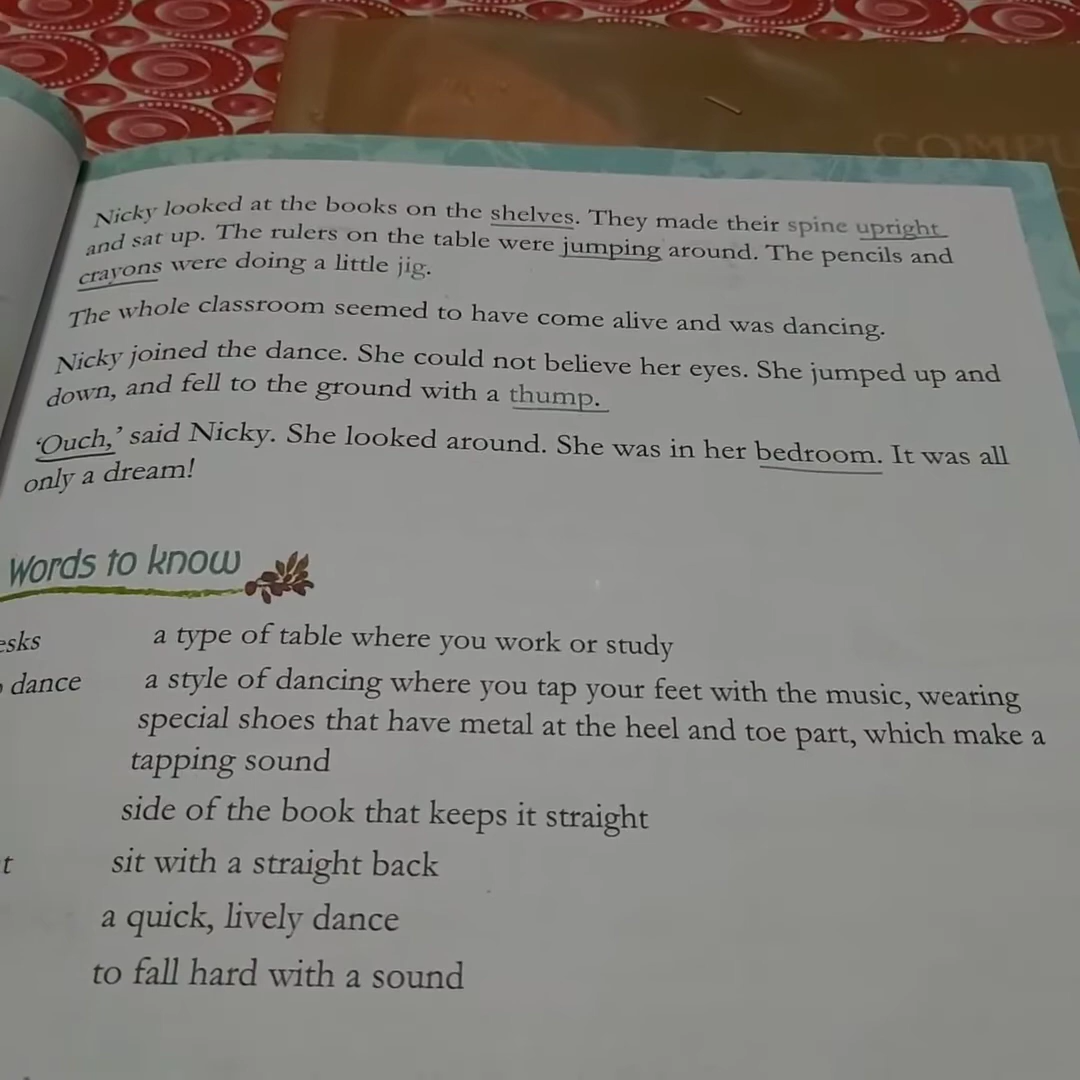 COMPU
Nicky looked at the books on the shelves. They made their spine upright
and sat up. The rulers on the table were jumping around. The pencils and
crayons were doing a little jig.
The whole classroom seemed to have come alive and was dancing.
Nicky joined the dance. She could not believe her eyes. She jumped up and
down, and fell to the ground with a thump.
‘Ouch,’ said Nicky. She looked around. She was in her bedroom. It was all
only a dream!
Words to know
esks a type of table where you work or study
dance a style of dancing where you tap your feet with the music, wearing
special shoes that have metal at the heel and toe part, which make a
tapping sound
side of the book that keeps it straight
t sit with a straight back
a quick, lively dance
to fall hard with a sound